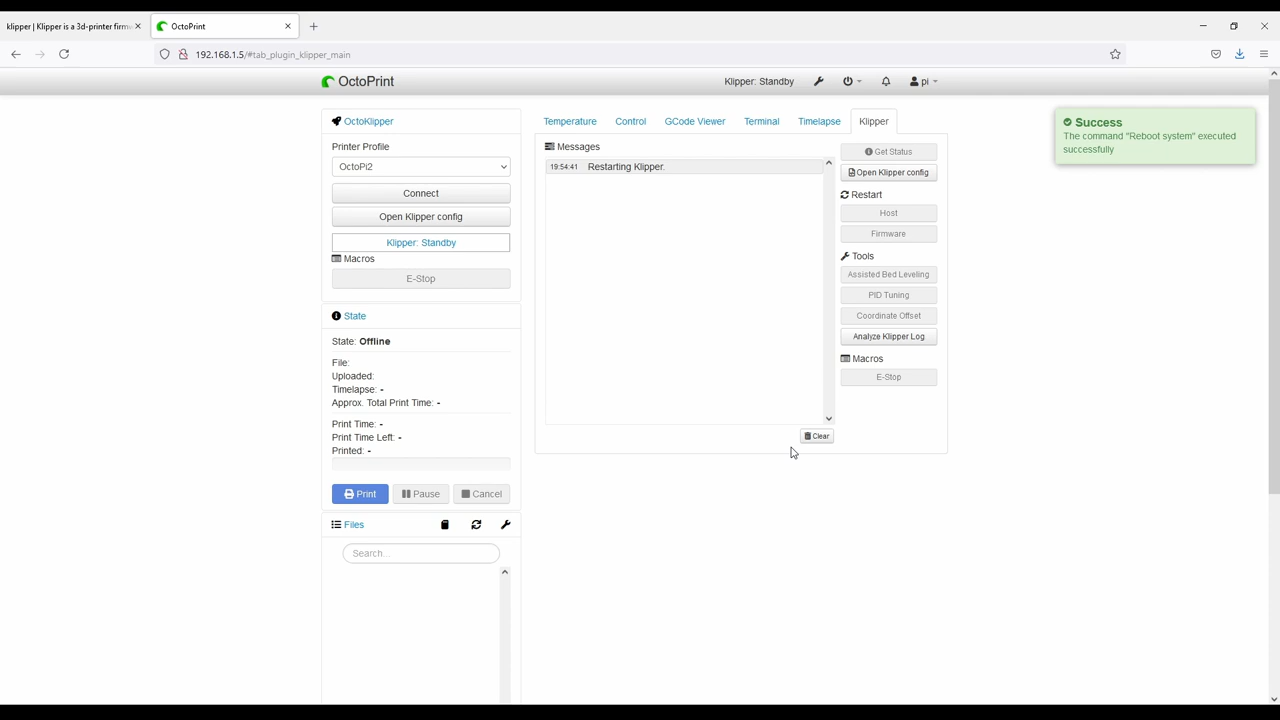 klipper | Klipper is a 3d-printer firmw
OctoPrint
192.168.1.5/#tab_plugin_klipper_main
OctoPrint
Klipper: Standby
pi
OctoKlipper
Printer Profile
OctoPi2
Connect
Open Klipper config
Klipper: Standby
Macros
E-Stop
State
State: Offline
File:
Uploaded:
Timelapse: -
Approx. Total Print Time: -
Print Time: -
Print Time Left: -
Printed: -
Print
Pause
Cancel
Files
Search...
Temperature
Control
GCode Viewer
Terminal
Timelapse
Klipper
Messages
19:54:41 Restarting Klipper.
Clear
Get Status
Open Klipper config
Restart
Host
Firmware
Tools
Assisted Bed Leveling
PID Tuning
Coordinate Offset
Analyze Klipper Log
Macros
E-Stop
Success
The command "Reboot system" executed
successfully